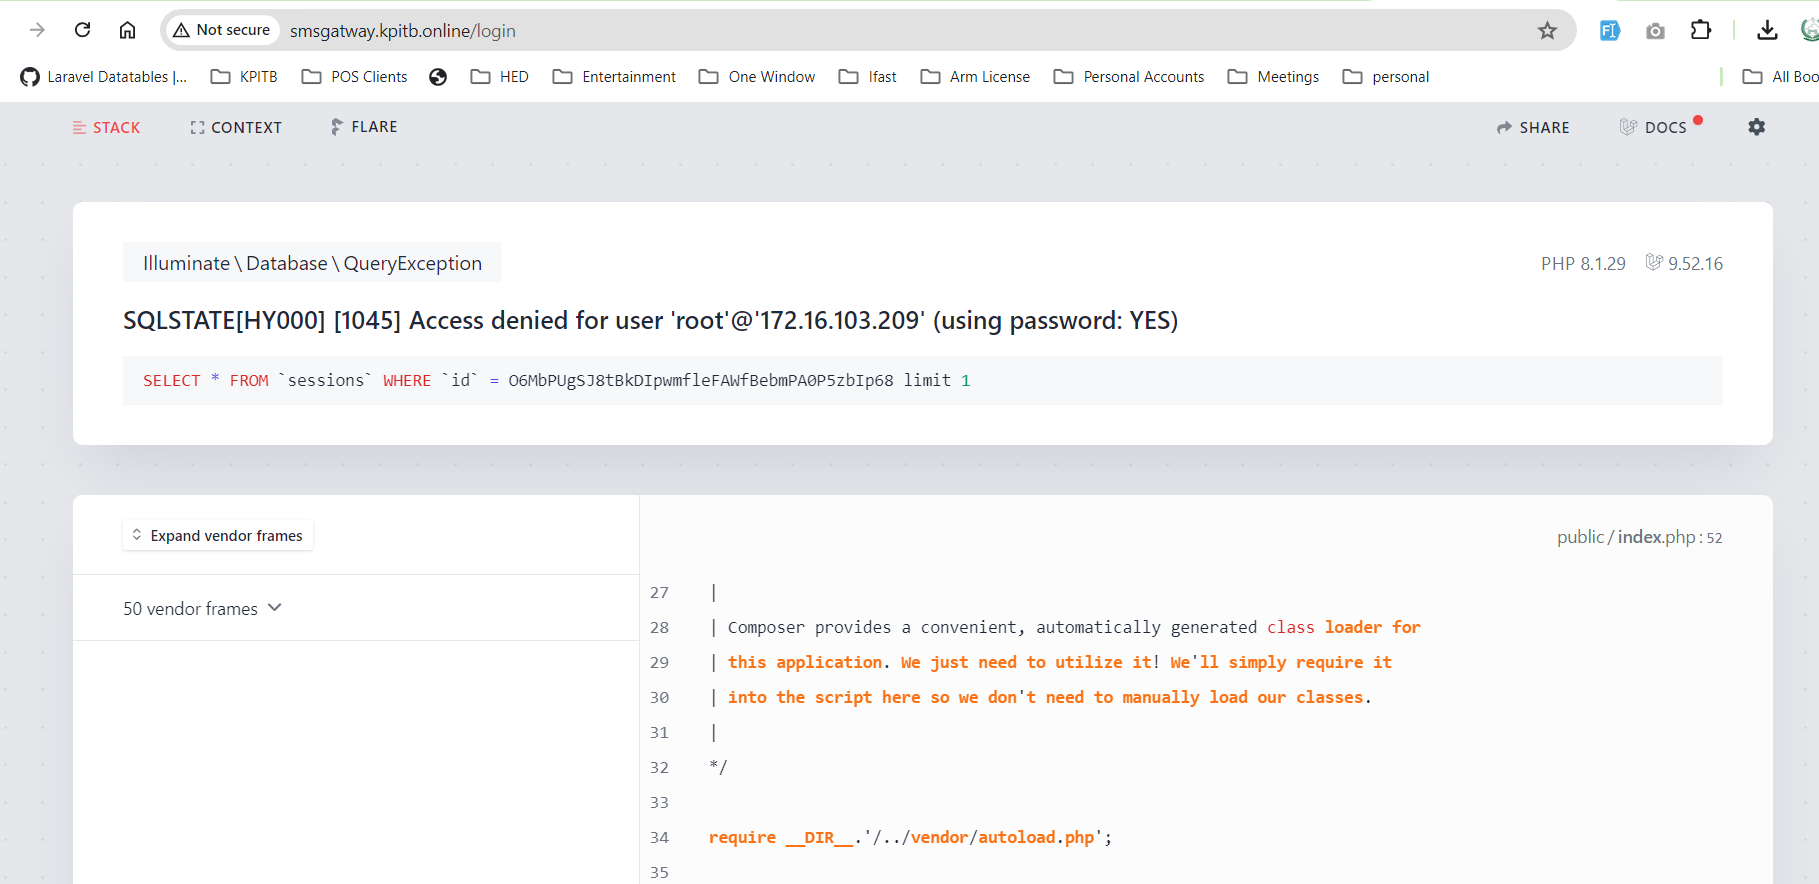 Not secure smsgatway.kpitb.online/login
Laravel Datatables |... KPITB POS Clients HED Entertainment One Window Ifast Arm License Personal Accounts Meetings personal All Boo
STACK CONTEXT FLARE SHARE DOCS
Illuminate\Database\QueryException PHP 8.1.29 9.52.16
SQLSTATE[HY000] [1045] Access denied for user 'root'@'172.16.103.209' (using password: YES)
SELECT * FROM `sessions` WHERE `id` = O6MbPUgSJ8tBkDIpwmfleFAWfBebmPA0P5zbIp68 limit 1
Expand vendor frames
50 vendor frames
public/index.php:52
27 |
28 | Composer provides a convenient, automatically generated class loader for
29 | this application. We just need to utilize it! We'll simply require it
30 | into the script here so we don't need to manually load our classes.
31 |
32 */
33
34 require __DIR__.'/../vendor/autoload.php';
35